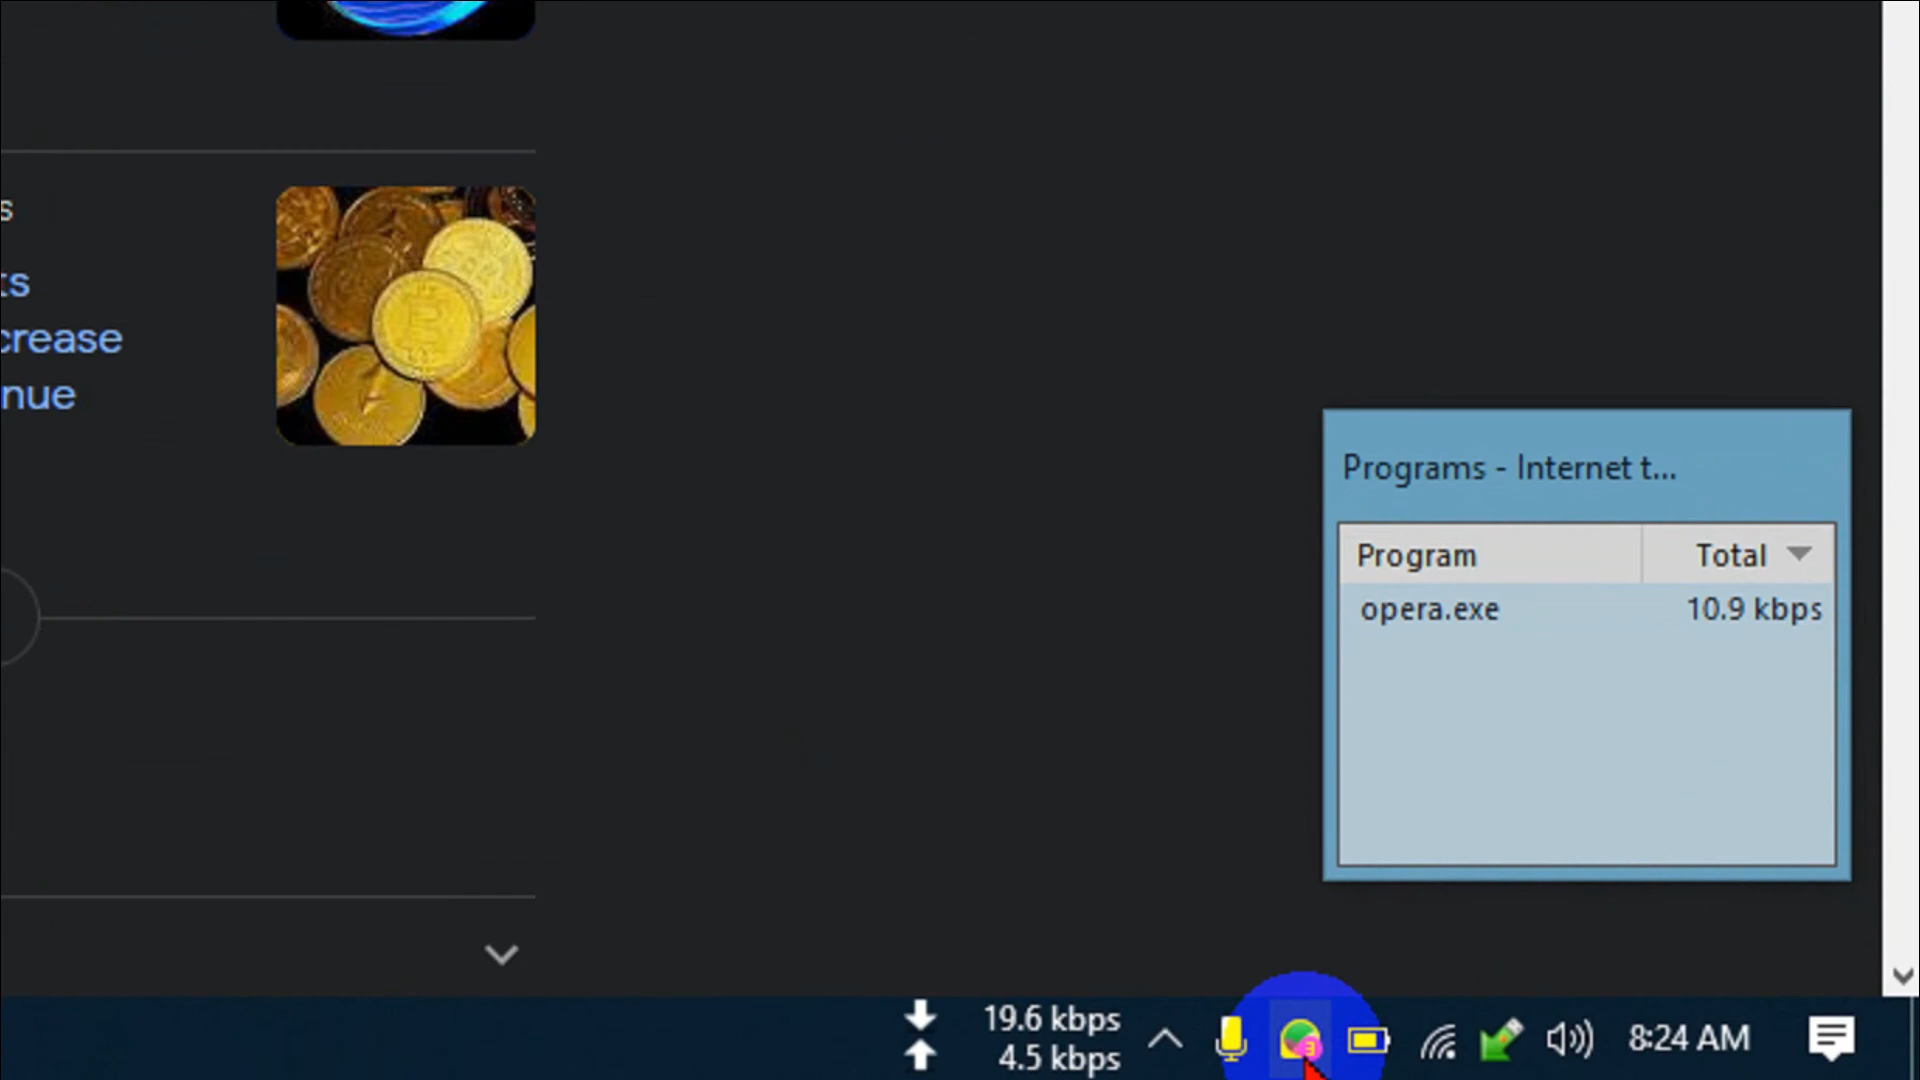 s
ts
crease
nue
Programs - Internet t...
Program Total
opera.exe 10.9 kbps
19.6 kbps
4.5 kbps
8:24 AM